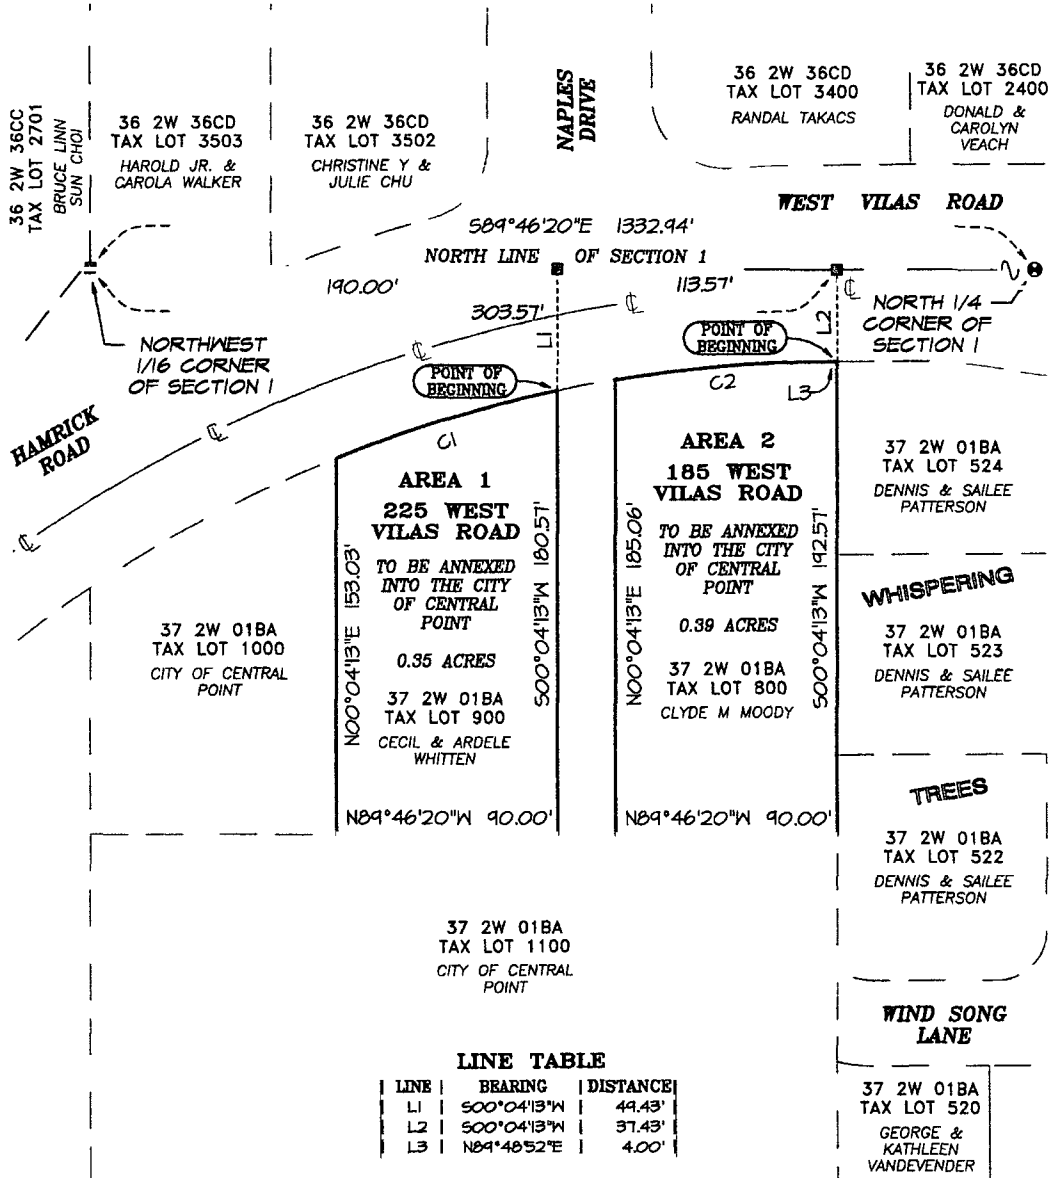 36 2W 36CC
TAX LOT 2701
BRUCE LINN
SUN CHOI
36 2W 36CD
TAX LOT 3503
HAROLD JR. &
CAROLA WALKER
36 2W 36CD
TAX LOT 3502
CHRISTINE Y &
JULIE CHU
NAPLES
DRIVE
36 2W 36CD
TAX LOT 3400
RANDAL TAKACS
36 2W 36CD
TAX LOT 2400
DONALD &
CAROLYN
VEACH
WEST VILAS ROAD
S89°46'20"E 1332.94'
NORTH LINE OF SECTION 1
190.00'
303.57'
113.57'
L1
L2
NORTHWEST
1/16 CORNER
OF SECTION 1
NORTH 1/4
CORNER OF
SECTION 1
POINT OF
BEGINNING
POINT OF
BEGINNING
C1
C2
L3
HAMRICK
ROAD
AREA 1
225 WEST
VILAS ROAD
TO BE ANNEXED
INTO THE CITY
OF CENTRAL
POINT
0.35 ACRES
37 2W 01BA
TAX LOT 900
CECIL & ARDELE
WHITTEN
N00°04'13"E 153.03'
S00°04'13"W 180.57'
N89°46'20"W 90.00'
AREA 2
185 WEST
VILAS ROAD
TO BE ANNEXED
INTO THE CITY
OF CENTRAL
POINT
0.39 ACRES
37 2W 01BA
TAX LOT 800
CLYDE M MOODY
N00°04'13"E 185.06'
S00°04'13"W 192.57'
N89°46'20"W 90.00'
37 2W 01BA
TAX LOT 1000
CITY OF CENTRAL
POINT
37 2W 01BA
TAX LOT 524
DENNIS & SAILEE
PATTERSON
WHISPERING
37 2W 01BA
TAX LOT 523
DENNIS & SAILEE
PATTERSON
TREES
37 2W 01BA
TAX LOT 522
DENNIS & SAILEE
PATTERSON
37 2W 01BA
TAX LOT 1100
CITY OF CENTRAL
POINT
WIND SONG
LANE
37 2W 01BA
TAX LOT 520
GEORGE &
KATHLEEN
VANDEVENDER
LINE TABLE
LINE BEARING DISTANCE
L1 S00°04'13"W 49.43'
L2 S00°04'13"W 37.43'
L3 N89°48'52"E 4.00'